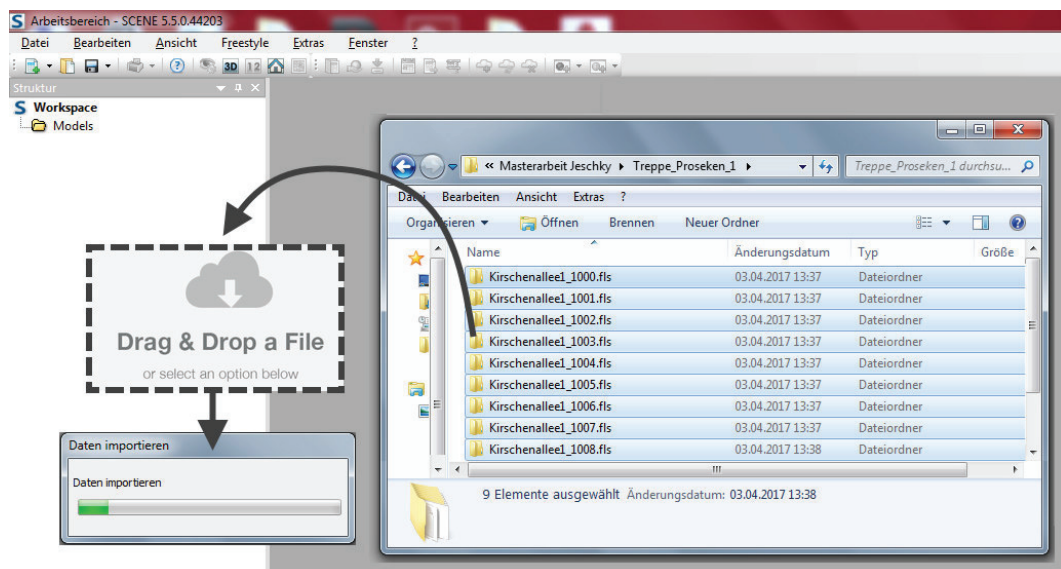 Arbeitsbereich - SCENE 5.5.0.44203
Datei Bearbeiten Ansicht Freestyle Extras Fenster ?
3D 12
Struktur
S Workspace
Models
« Masterarbeit Jeschky Treppe_Proseken_1
Treppe_Proseken_1 durchsu...
Datei Bearbeiten Ansicht Extras ?
Organisieren Öffnen Brennen Neuer Ordner
Name Änderungsdatum Typ Größe
Kirschenallee1_1000.fls 03.04.2017 13:37 Dateiordner
Kirschenallee1_1001.fls 03.04.2017 13:37 Dateiordner
Kirschenallee1_1002.fls 03.04.2017 13:37 Dateiordner
Kirschenallee1_1003.fls 03.04.2017 13:37 Dateiordner
Kirschenallee1_1004.fls 03.04.2017 13:37 Dateiordner
Kirschenallee1_1005.fls 03.04.2017 13:37 Dateiordner
Kirschenallee1_1006.fls 03.04.2017 13:37 Dateiordner
Kirschenallee1_1007.fls 03.04.2017 13:37 Dateiordner
Kirschenallee1_1008.fls 03.04.2017 13:38 Dateiordner
9 Elemente ausgewählt Änderungsdatum: 03.04.2017 13:38
Drag & Drop a File
or select an option below
Daten importieren
Daten importieren